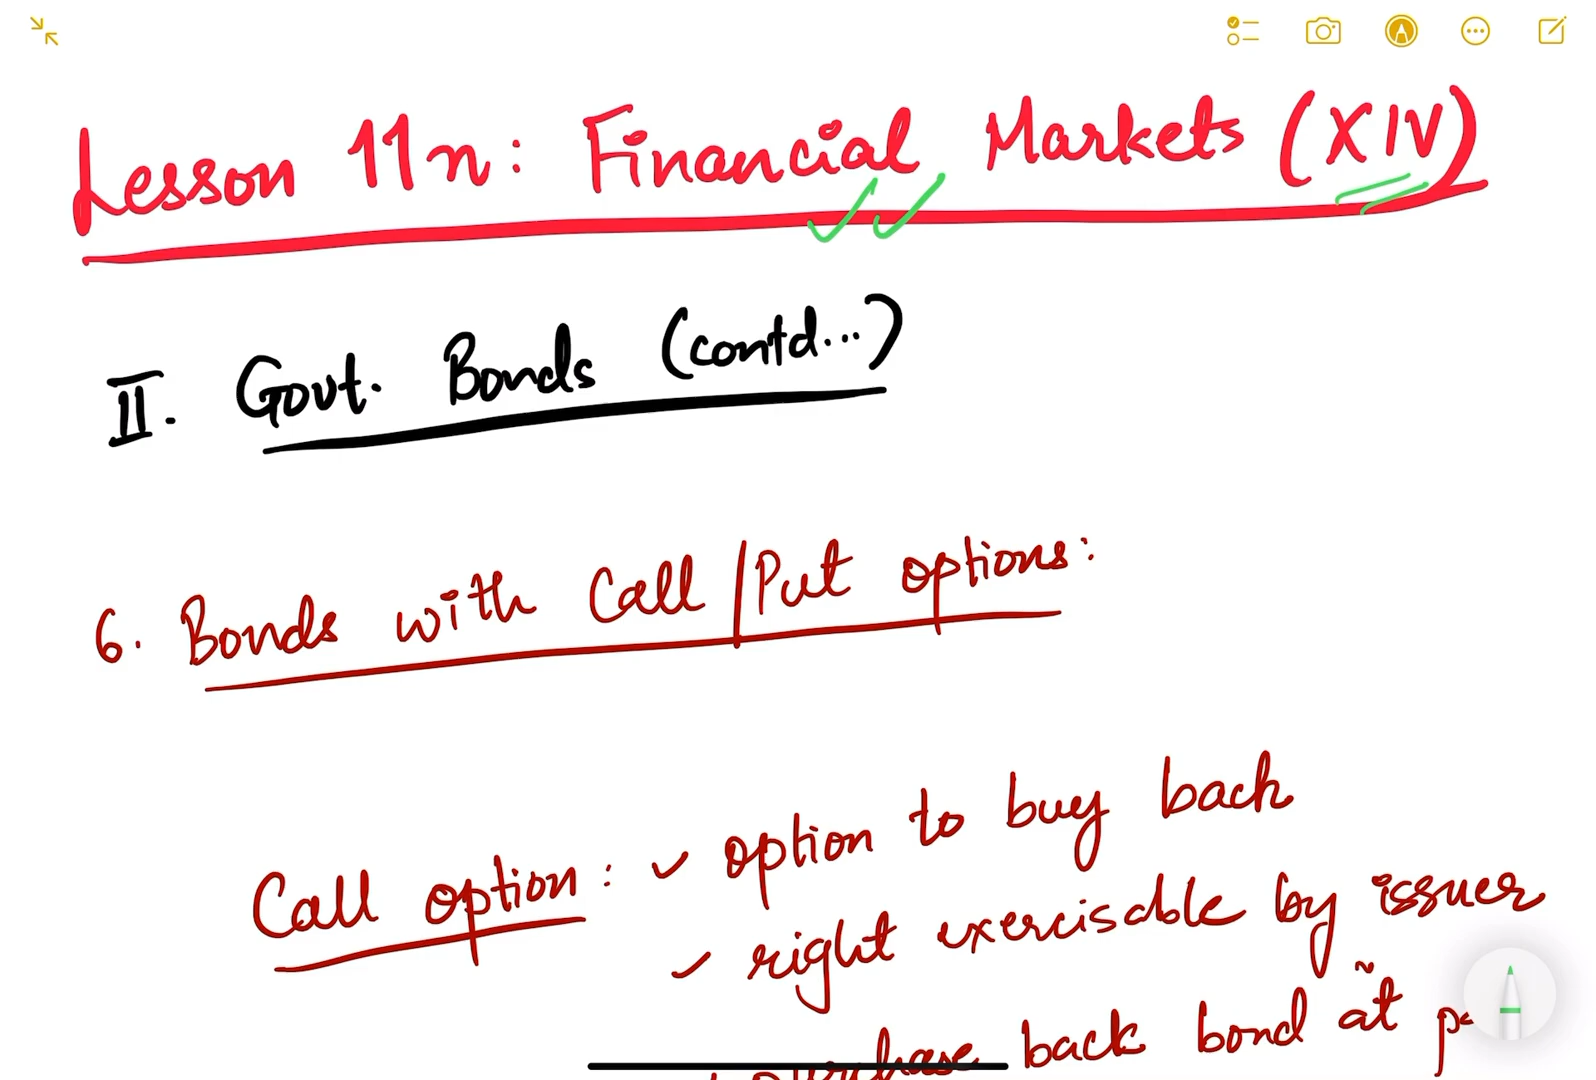 Lesson 11n: Financial Markets (XIV)
II. Govt. Bonds (contd...)
6. Bonds with Call/Put options:
Call option: ✓ option to buy back
✓ right exercisable by issuer
purchase back bond at